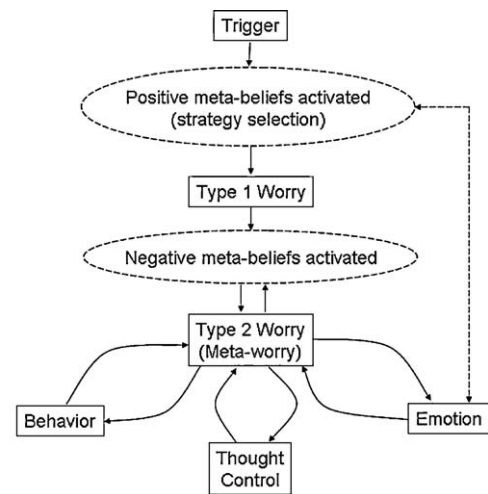 Trigger
Positive meta-beliefs activated
(strategy selection)
Type 1 Worry
Negative meta-beliefs activated
Type 2 Worry
(Meta-worry)
Behavior
Emotion
Thought
Control